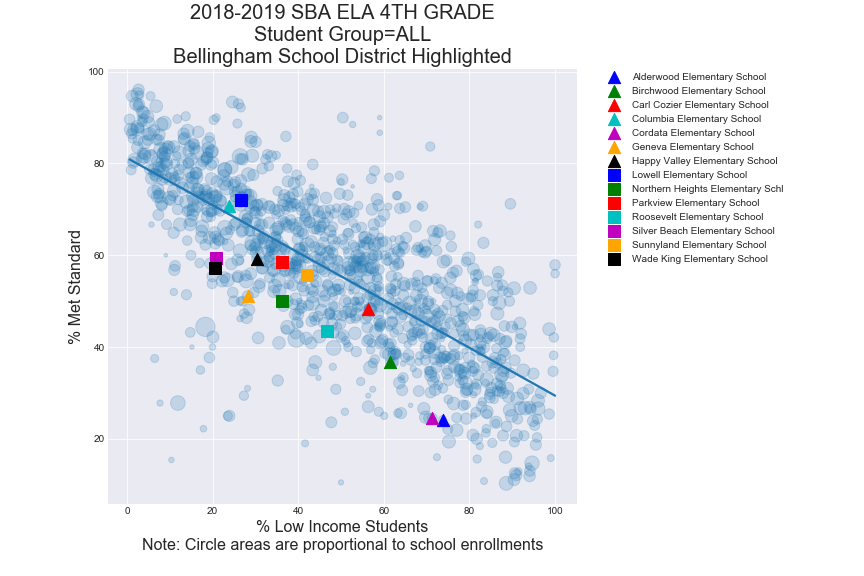 2018-2019 SBA ELA 4TH GRADE
Student Group=ALL
Bellingham School District Highlighted
100
80
60
40
20
% Met Standard
0
20
40
60
80
100
% Low Income Students
Note: Circle areas are proportional to school enrollments
Alderwood Elementary School
Birchwood Elementary School
Carl Cozier Elementary School
Columbia Elementary School
Cordata Elementary School
Geneva Elementary School
Happy Valley Elementary School
Lowell Elementary School
Northern Heights Elementary Schl
Parkview Elementary School
Roosevelt Elementary School
Silver Beach Elementary School
Sunnyland Elementary School
Wade King Elementary School